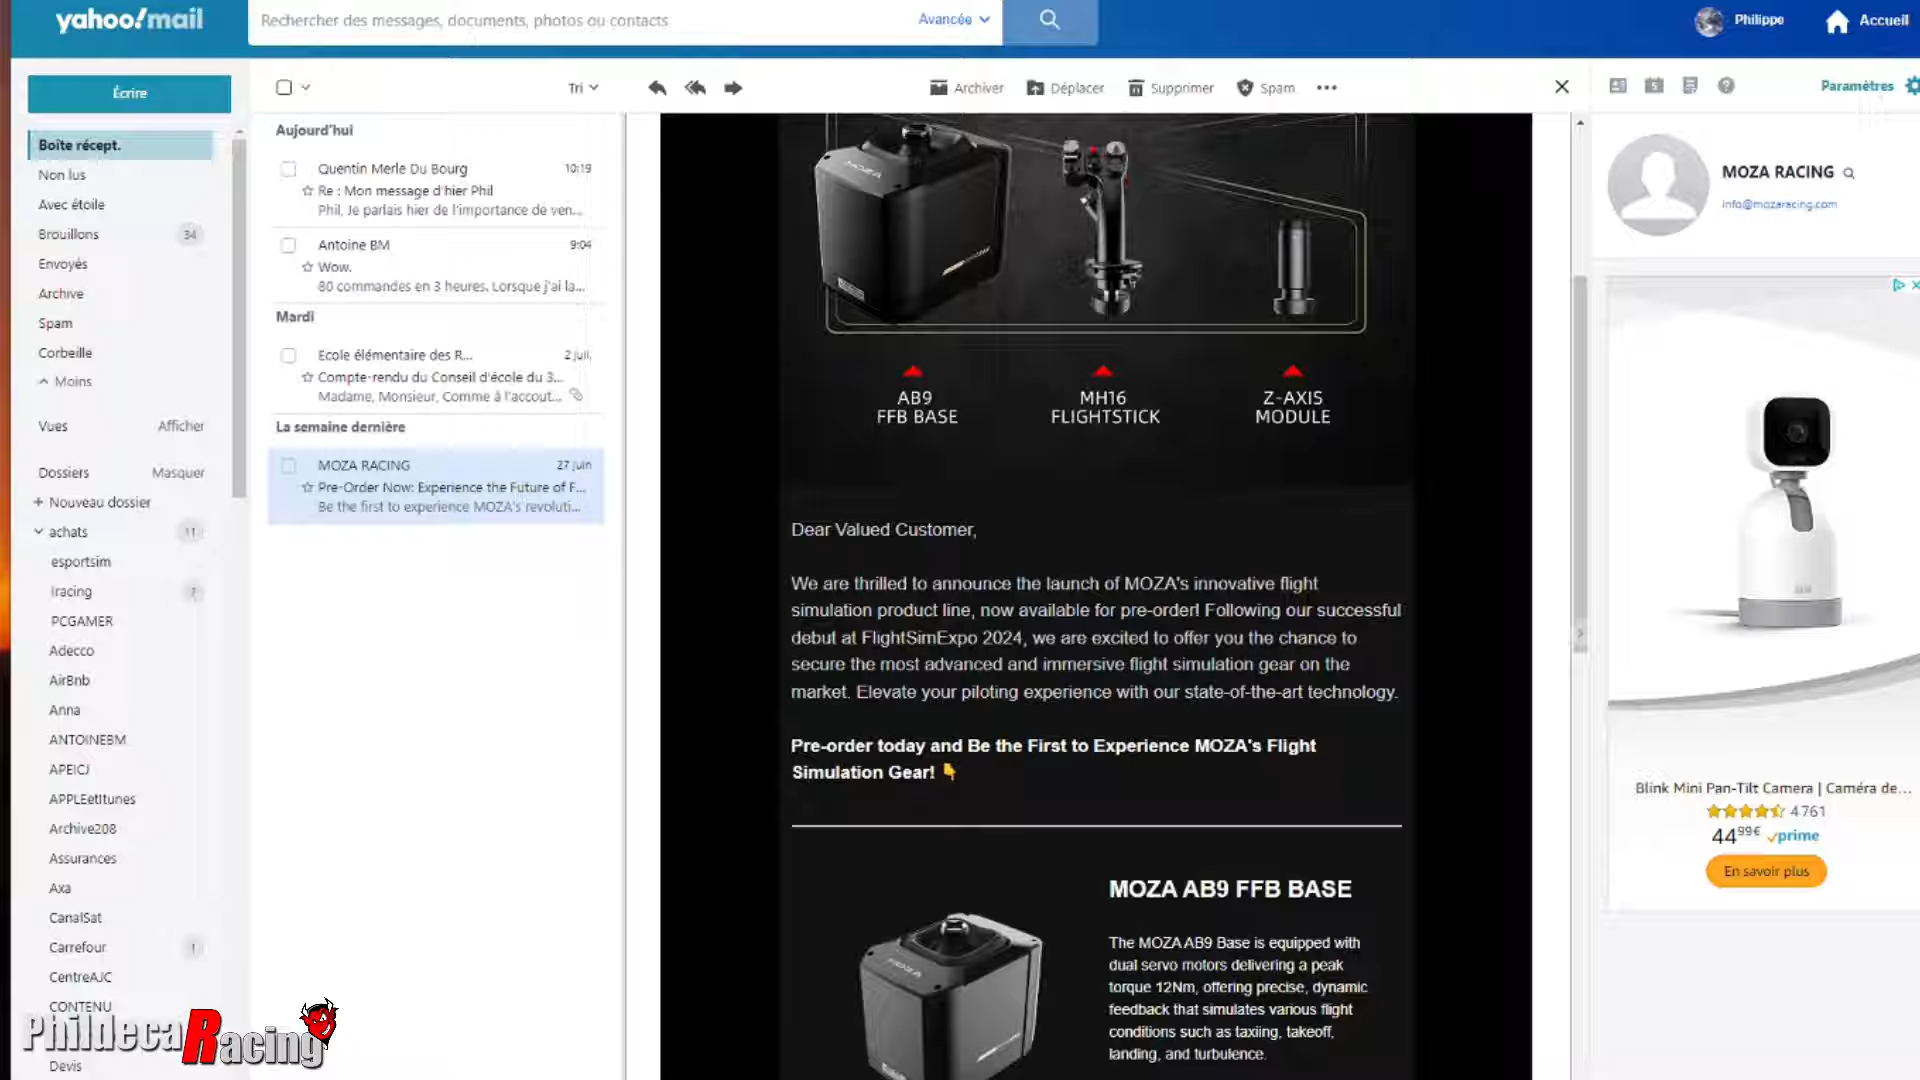 yahoo!mail
Rechercher des messages, documents, photos ou contacts
Avancée
Philippe
Accueil
Écrire
Tri
Archiver
Déplacer
Supprimer
Spam
Paramètres
Boîte récept.
Non lus
Avec étoile
Brouillons 34
Envoyés
Archive
Spam
Corbeille
Moins
Vues Afficher
Dossiers Masquer
+ Nouveau dossier
achats 11
esportsim
Iracing 7
PCGAMER
Adecco
AirBnb
Anna
ANTOINEBM
APEICJ
APPLEetItunes
Archive208
Assurances
Axa
CanalSat
Carrefour 1
CentreAJC
CONTENU
Devis
PhildecaRacing
Aujourd'hui
Quentin Merle Du Bourg 10:19
Re : Mon message d'hier Phil
Phil, Je parlais hier de l'importance de ven...
Antoine BM 9:04
Wow.
80 commandes en 3 heures. Lorsque j'ai la...
Mardi
Ecole élémentaire des R... 2 juil.
Compte-rendu du Conseil d'école du 3...
Madame, Monsieur, Comme à l'accout...
La semaine dernière
MOZA RACING 27 juin
Pre-Order Now: Experience the Future of F...
Be the first to experience MOZA's revoluti...
MOZA
AB9
FFB BASE
MH16
FLIGHTSTICK
Z-AXIS
MODULE
Dear Valued Customer,
We are thrilled to announce the launch of MOZA's innovative flight
simulation product line, now available for pre-order! Following our successful
debut at FlightSimExpo 2024, we are excited to offer you the chance to
secure the most advanced and immersive flight simulation gear on the
market. Elevate your piloting experience with our state-of-the-art technology.
Pre-order today and Be the First to Experience MOZA's Flight
Simulation Gear! 👇
MOZA
MOZA AB9 FFB BASE
The MOZA AB9 Base is equipped with
dual servo motors delivering a peak
torque 12Nm, offering precise, dynamic
feedback that simulates various flight
conditions such as taxiing, takeoff,
landing, and turbulence.
MOZA RACING
info@mozaracing.com
Blink Mini Pan-Tilt Camera | Caméra de...
4 761
44,99€ prime
En savoir plus